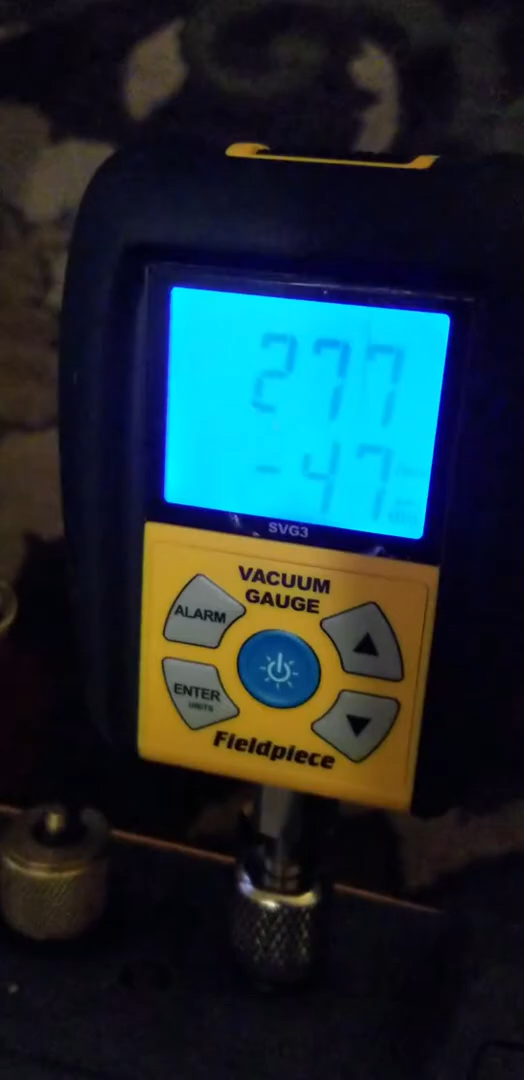 277
-47
SVG3
VACUUM
GAUGE
ALARM
ENTER
UNITS
Fieldpiece